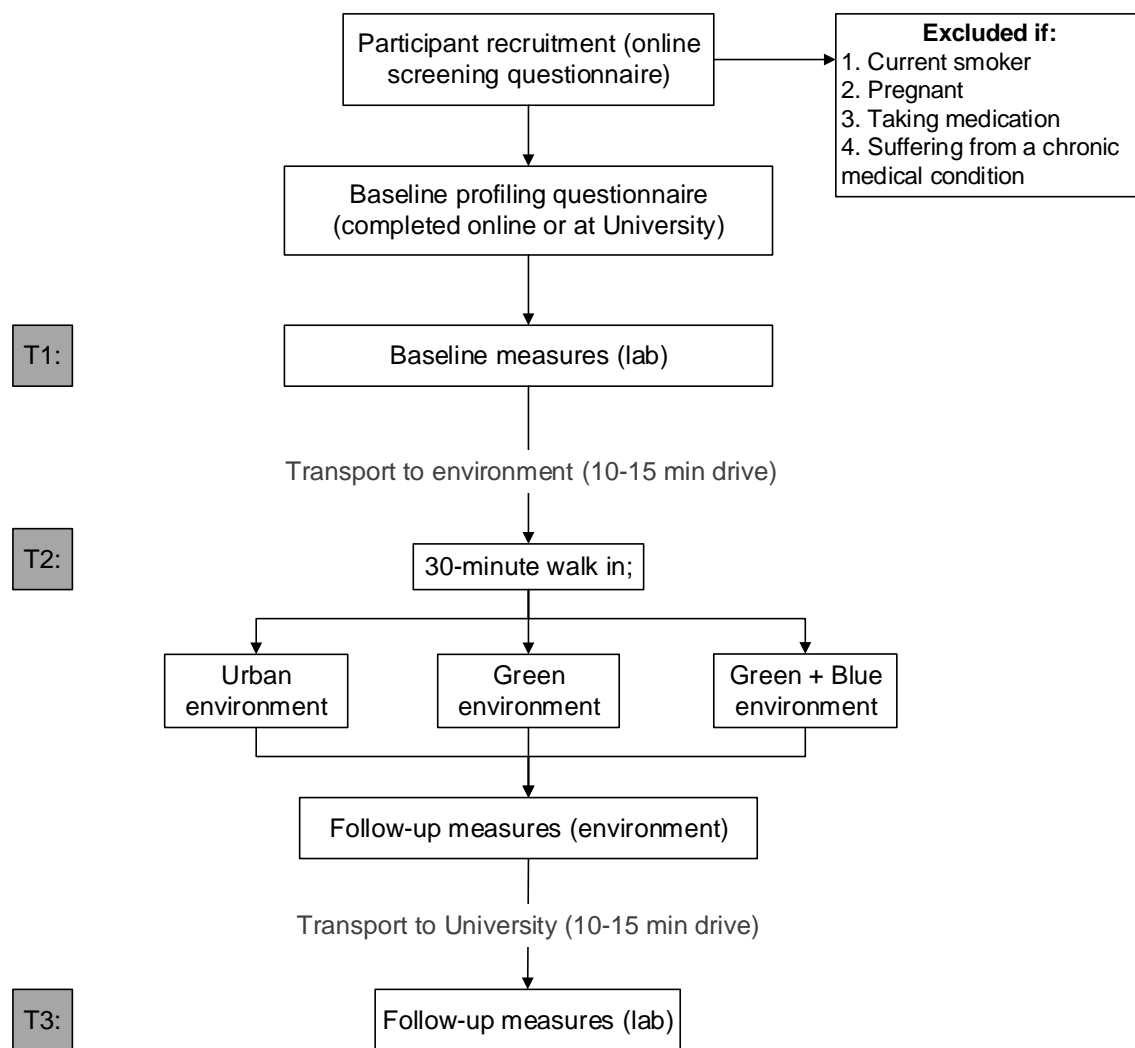 Participant recruitment (online
screening questionnaire)
Excluded if:
1. Current smoker
2. Pregnant
3. Taking medication
4. Suffering from a chronic
medical condition
Baseline profiling questionnaire
(completed online or at University)
T1:
Baseline measures (lab)
Transport to environment (10-15 min drive)
T2:
30-minute walk in;
Urban
environment
Green
environment
Green + Blue
environment
Follow-up measures (environment)
Transport to University (10-15 min drive)
T3:
Follow-up measures (lab)